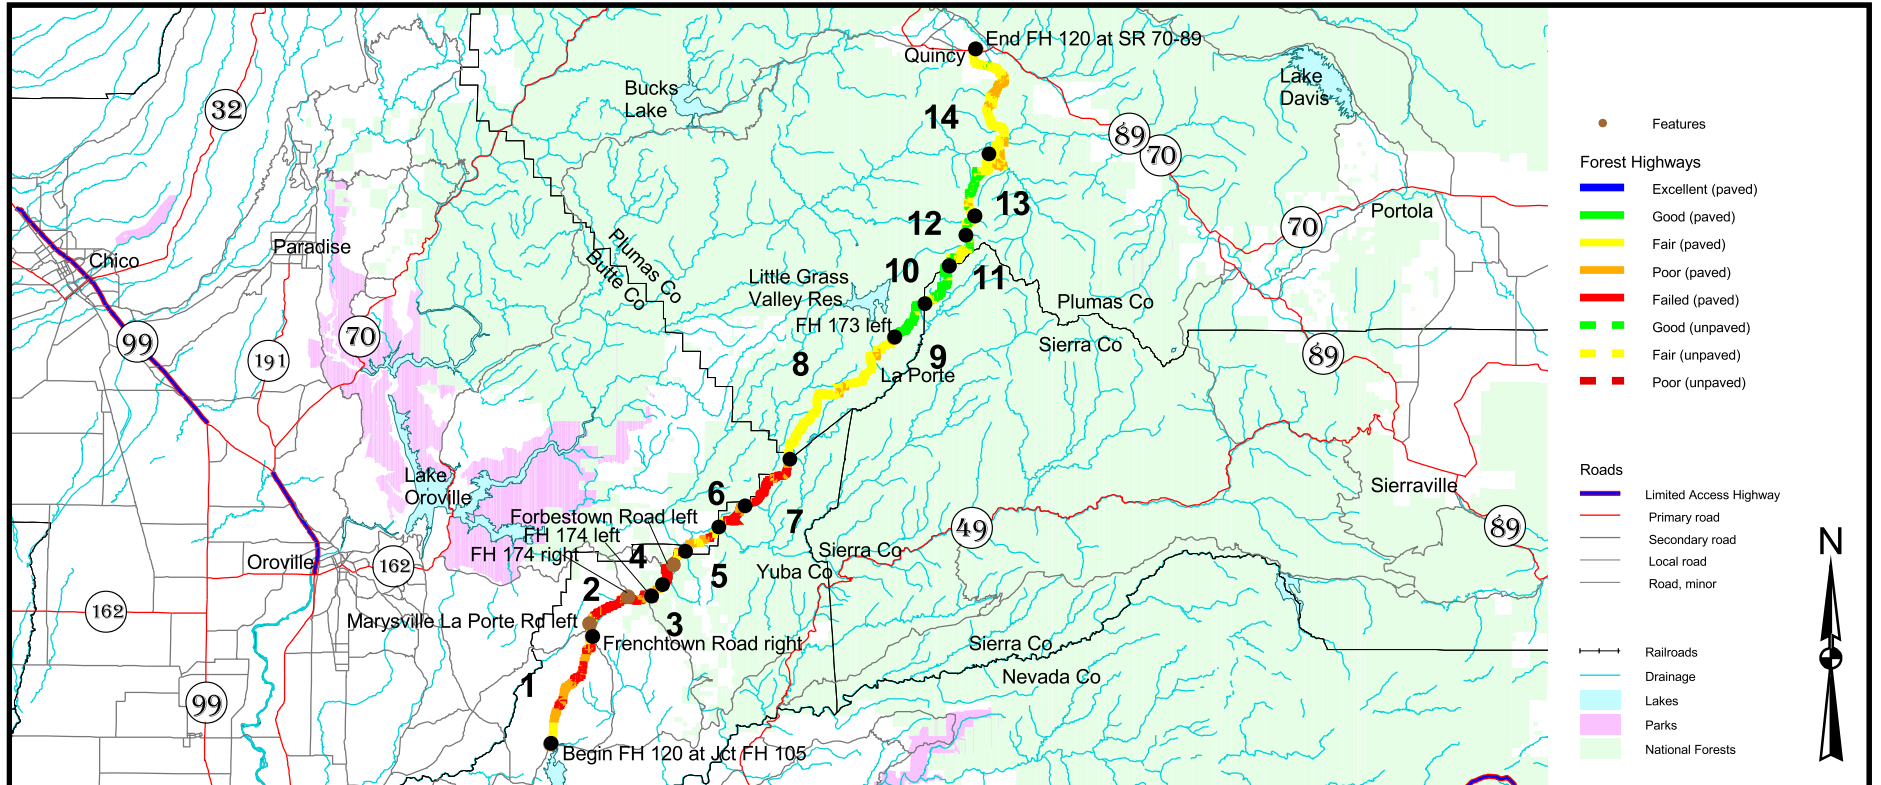 End FH 120 at SR 70-89
Quincy
Bucks
Lake
Lake
Davis
32
14
89
70
13
12
70
Portola
Paradise
Chico
Plumas Co
Butte Co
10
11
Little Grass
Valley Res
Plumas Co
FH 173 left
Sierra Co
99
70
191
89
8
9
La Porte
Lake
Oroville
6
7
Sierraville
Forbestown Road left
FH 174 left
FH 174 right
49
89
Oroville
162
4
5
Sierra Co
Yuba Co
2
162
Marysville La Porte Rd left
3
Frenchtown Road right
Sierra Co
Nevada Co
1
99
Begin FH 120 at Jct FH 105
Features
Forest Highways
Excellent (paved)
Good (paved)
Fair (paved)
Poor (paved)
Failed (paved)
Good (unpaved)
Fair (unpaved)
Poor (unpaved)
Roads
Limited Access Highway
Primary road
Secondary road
Local road
Road, minor
Railroads
Drainage
Lakes
Parks
National Forests
N